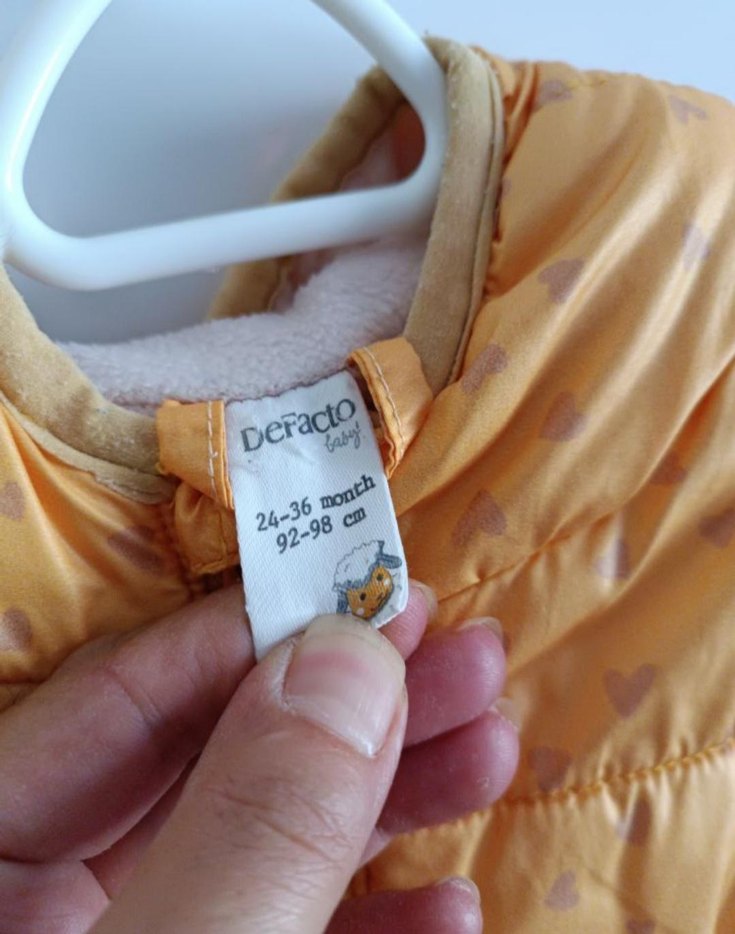 DeFacto
baby!
24-36 month
92-98 cm